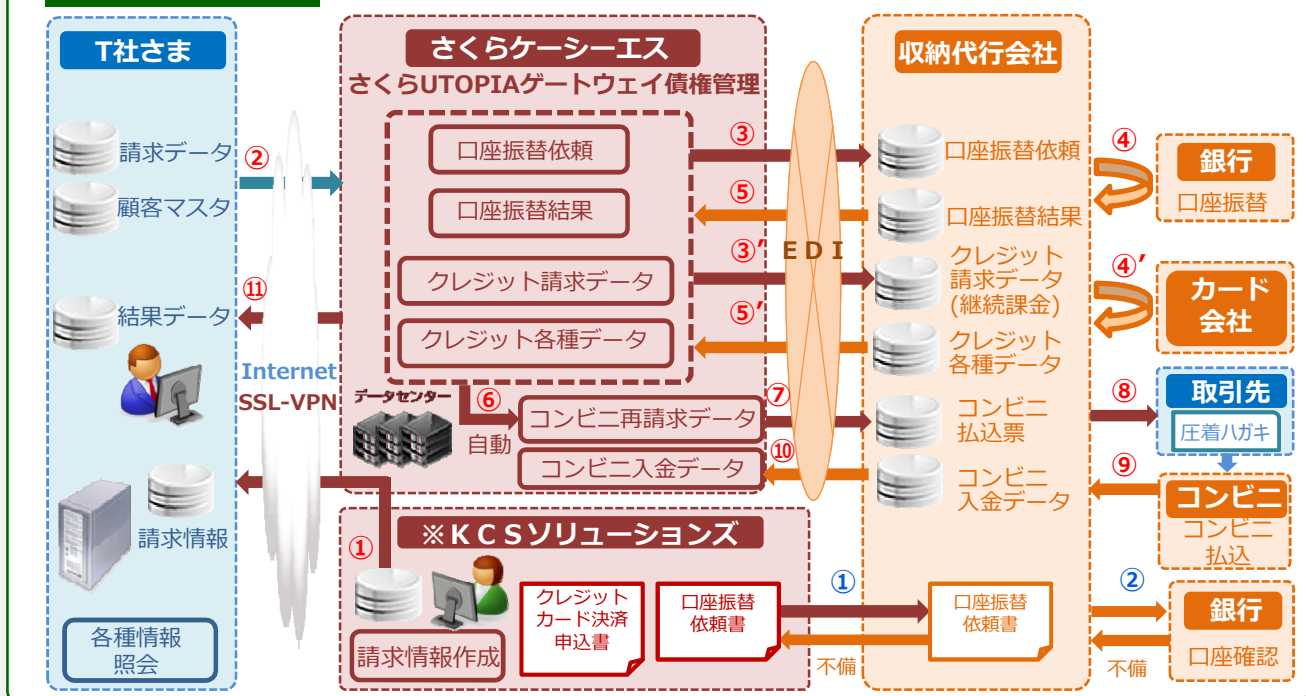 T社さま
請求データ
②
顧客マスタ
⑪
結果データ
Internet
SSL-VPN
請求情報
各種情報
照会
さくらケーシーエス
さくらUTOPIAゲートウェイ債権管理
口座振替依頼
口座振替結果
クレジット請求データ
クレジット各種データ
データセンター
⑥
自動
コンビニ再請求データ
コンビニ入金データ
③
⑤
③′
EDI
⑤′
⑦
⑩
収納代行会社
口座振替依頼
口座振替結果
クレジット
請求データ
(継続課金)
クレジット
各種データ
コンビニ
払込票
コンビニ
入金データ
④
銀行
口座振替
④′
カード
会社
⑧
取引先
圧着ハガキ
⑨
コンビニ
コンビニ
払込
※KCSソリューションズ
①
請求情報作成
クレジット
カード決済
申込書
口座振替
依頼書
①
不備
口座振替
依頼書
②
不備
銀行
口座確認